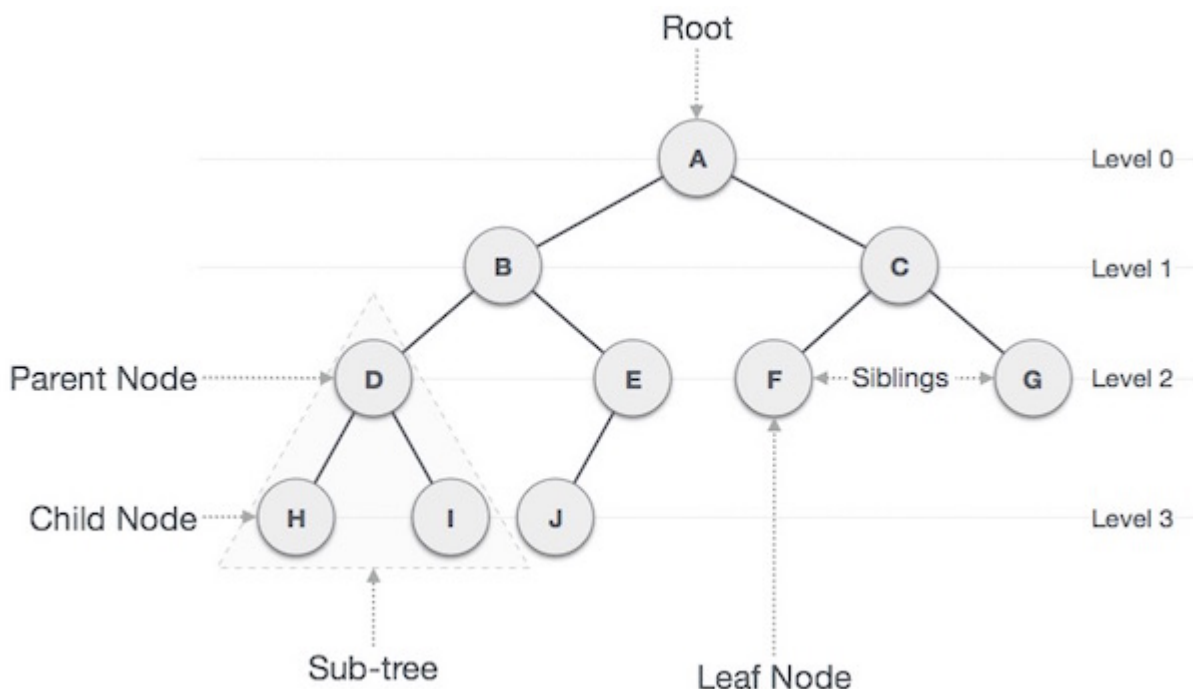 Root
A
Level 0
B
C
Level 1
Parent Node
D
E
F
Siblings
G
Level 2
Child Node
H
I
J
Level 3
Sub-tree
Leaf Node